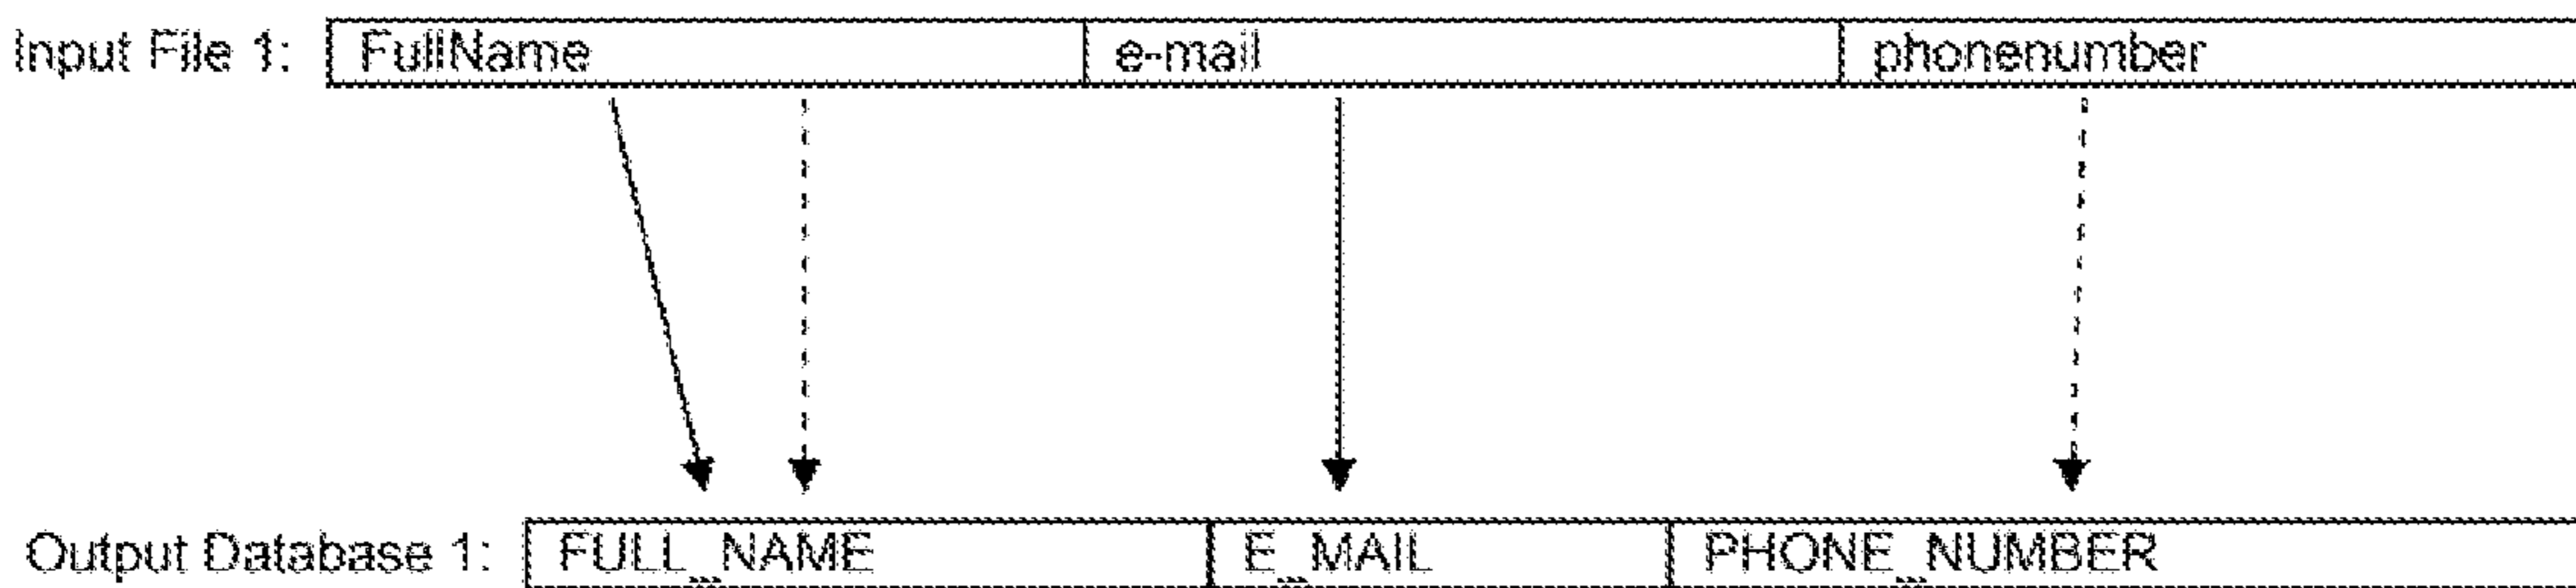 Input File 1: FullName e-mail phonenumber
Output Database 1: FULL_NAME E_MAIL PHONE_NUMBER